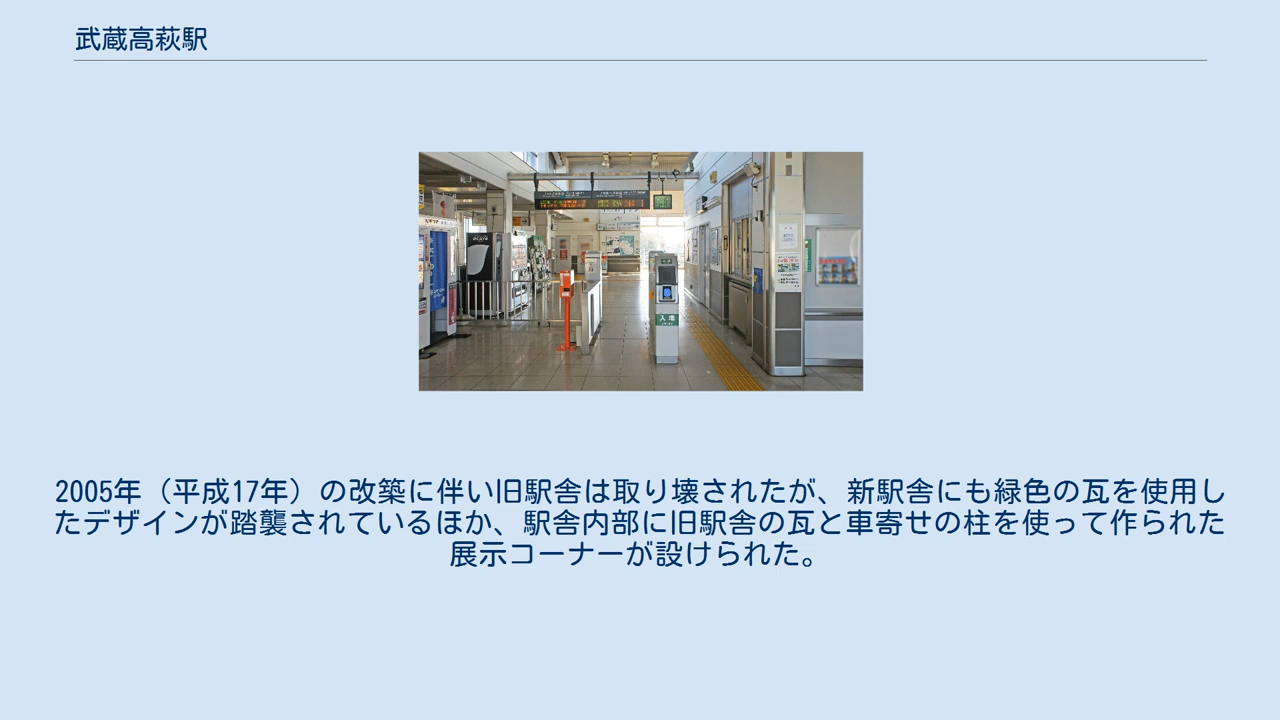 武蔵高萩駅
入場
2005年（平成17年）の改築に伴い旧駅舎は取り壊されたが、新駅舎にも緑色の瓦を使用し
たデザインが踏襲されているほか、駅舎内部に旧駅舎の瓦と車寄せの柱を使って作られた
展示コーナーが設けられた。